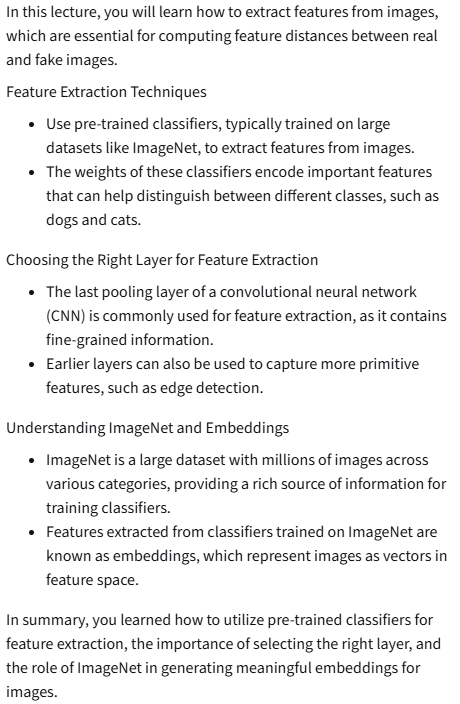 In this lecture, you will learn how to extract features from images,
which are essential for computing feature distances between real
and fake images.
Feature Extraction Techniques
• Use pre-trained classifiers, typically trained on large
datasets like ImageNet, to extract features from images.
• The weights of these classifiers encode important features
that can help distinguish between different classes, such as
dogs and cats.
Choosing the Right Layer for Feature Extraction
• The last pooling layer of a convolutional neural network
(CNN) is commonly used for feature extraction, as it contains
fine-grained information.
• Earlier layers can also be used to capture more primitive
features, such as edge detection.
Understanding ImageNet and Embeddings
• ImageNet is a large dataset with millions of images across
various categories, providing a rich source of information for
training classifiers.
• Features extracted from classifiers trained on ImageNet are
known as embeddings, which represent images as vectors in
feature space.
In summary, you learned how to utilize pre-trained classifiers for
feature extraction, the importance of selecting the right layer, and
the role of ImageNet in generating meaningful embeddings for
images.